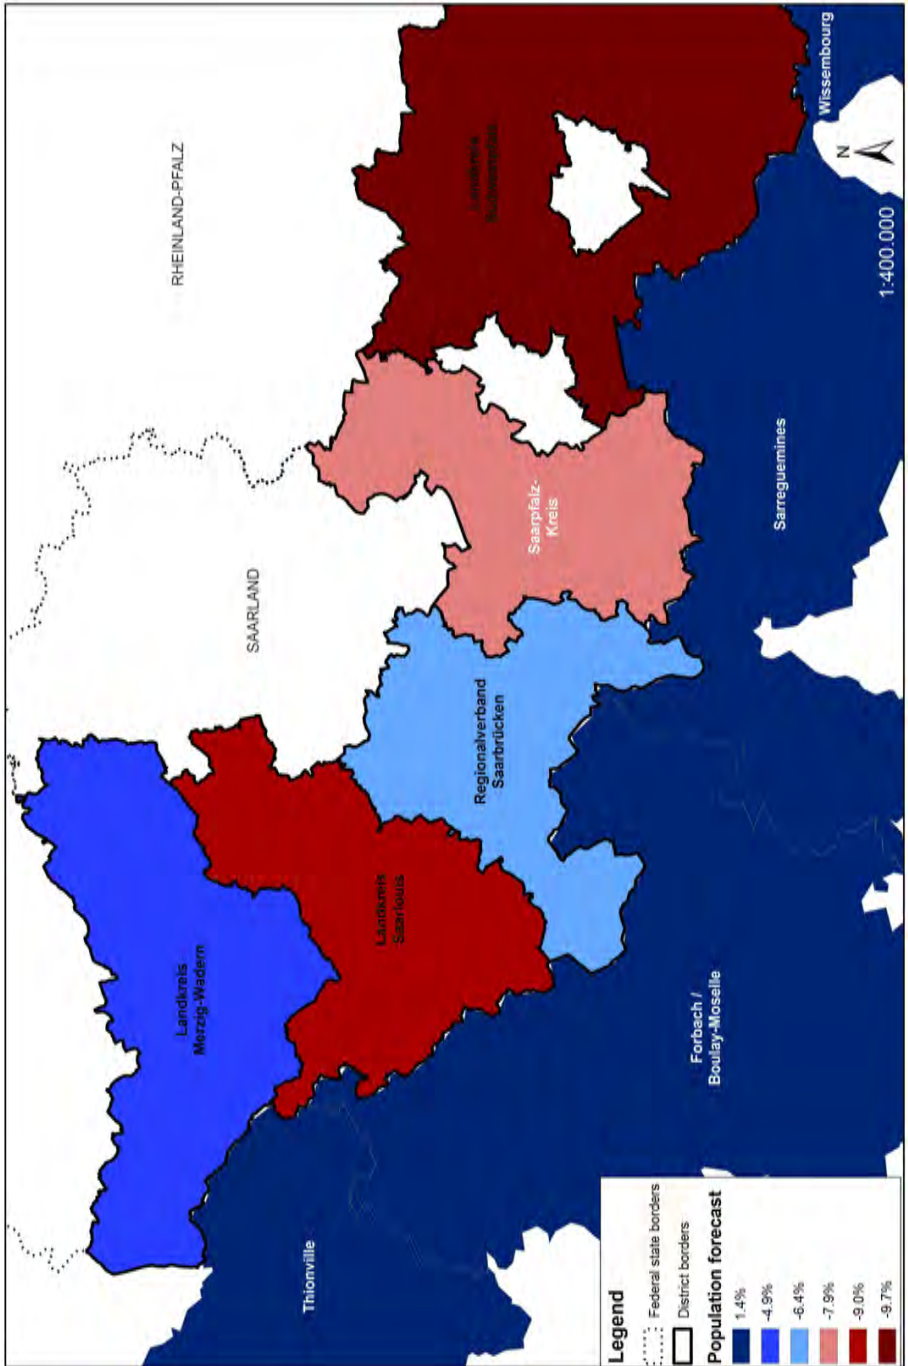 RHEINLAND-PFALZ
Landkreis
Merzig-Wadern
SAARLAND
Thionville
Landkreis
Saarlouis
Regionalverband
Saarbrücken
Saarpfalz-
Kreis
Landkreis
Forbach /
Boulay-Moselle
Sarreguemines
Wissembourg
N
1:400.000
Legend
Federal state borders
District borders
Population forecast
1.4%
-4.9%
-6.4%
-7.9%
-9.0%
-9.7%